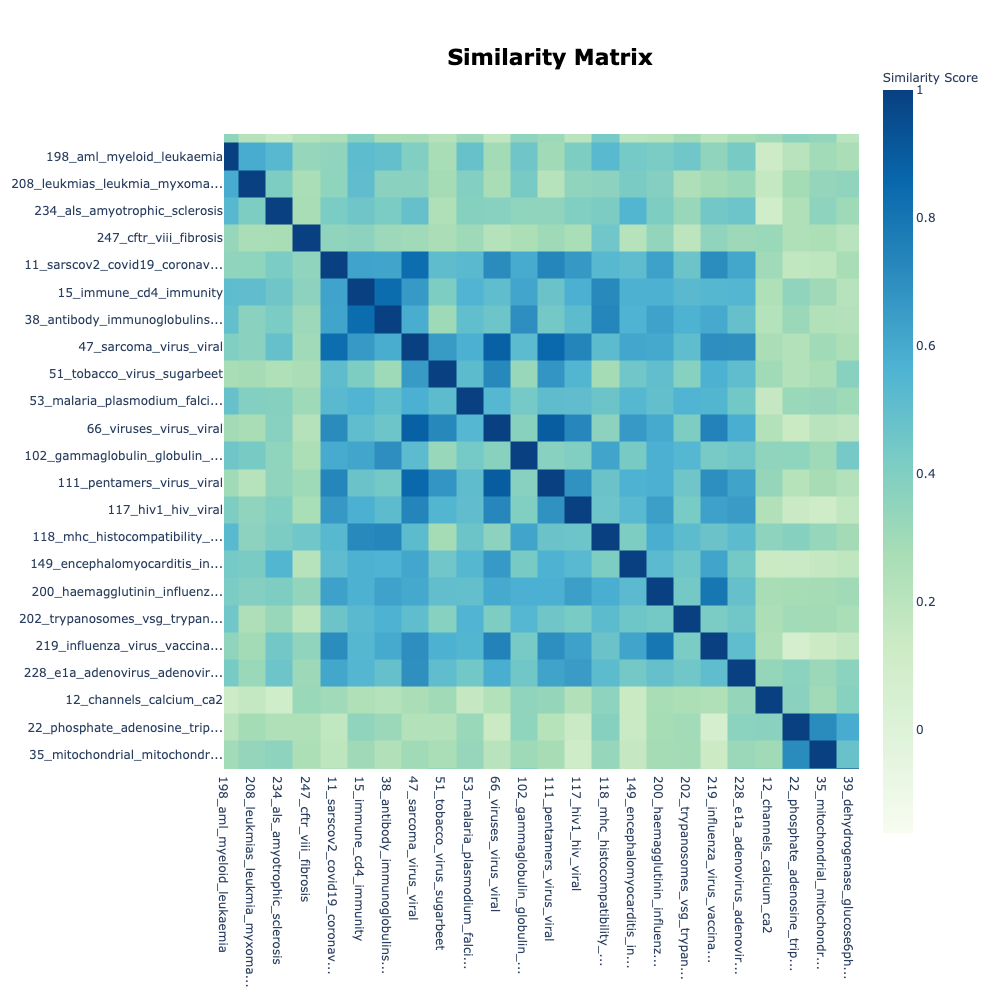 Similarity Matrix
Similarity Score
1
0.8
0.6
0.4
0.2
0
198_aml_myeloid_leukaemia
208_leukmias_leukmia_myxoma...
234_als_amyotrophic_sclerosis
247_cftr_viii_fibrosis
11_sarscov2_covid19_coronav...
15_immune_cd4_immunity
38_antibody_immunoglobulins...
47_sarcoma_virus_viral
51_tobacco_virus_sugarbeet
53_malaria_plasmodium_falci...
66_viruses_virus_viral
102_gammaglobulin_globulin_...
111_pentamers_virus_viral
117_hiv1_hiv_viral
118_mhc_histocompatibility_...
149_encephalomyocarditis_in...
200_haemagglutinin_influenz...
202_trypanosomes_vsg_trypan...
219_influenza_virus_vaccina...
228_e1a_adenovirus_adenovir...
12_channels_calcium_ca2
22_phosphate_adenosine_trip...
35_mitochondrial_mitochondr...
198_aml_myeloid_leukaemia
208_leukmias_leukmia_myxoma...
234_als_amyotrophic_sclerosis
247_cftr_viii_fibrosis
11_sarscov2_covid19_coronav...
15_immune_cd4_immunity
38_antibody_immunoglobulins...
47_sarcoma_virus_viral
51_tobacco_virus_sugarbeet
53_malaria_plasmodium_falci...
66_viruses_virus_viral
102_gammaglobulin_globulin_...
111_pentamers_virus_viral
117_hiv1_hiv_viral
118_mhc_histocompatibility_...
149_encephalomyocarditis_in...
200_haemagglutinin_influenz...
202_trypanosomes_vsg_trypan...
219_influenza_virus_vaccina...
228_e1a_adenovirus_adenovir...
12_channels_calcium_ca2
22_phosphate_adenosine_trip...
35_mitochondrial_mitochondr...
39_dehydrogenase_glucose6ph...